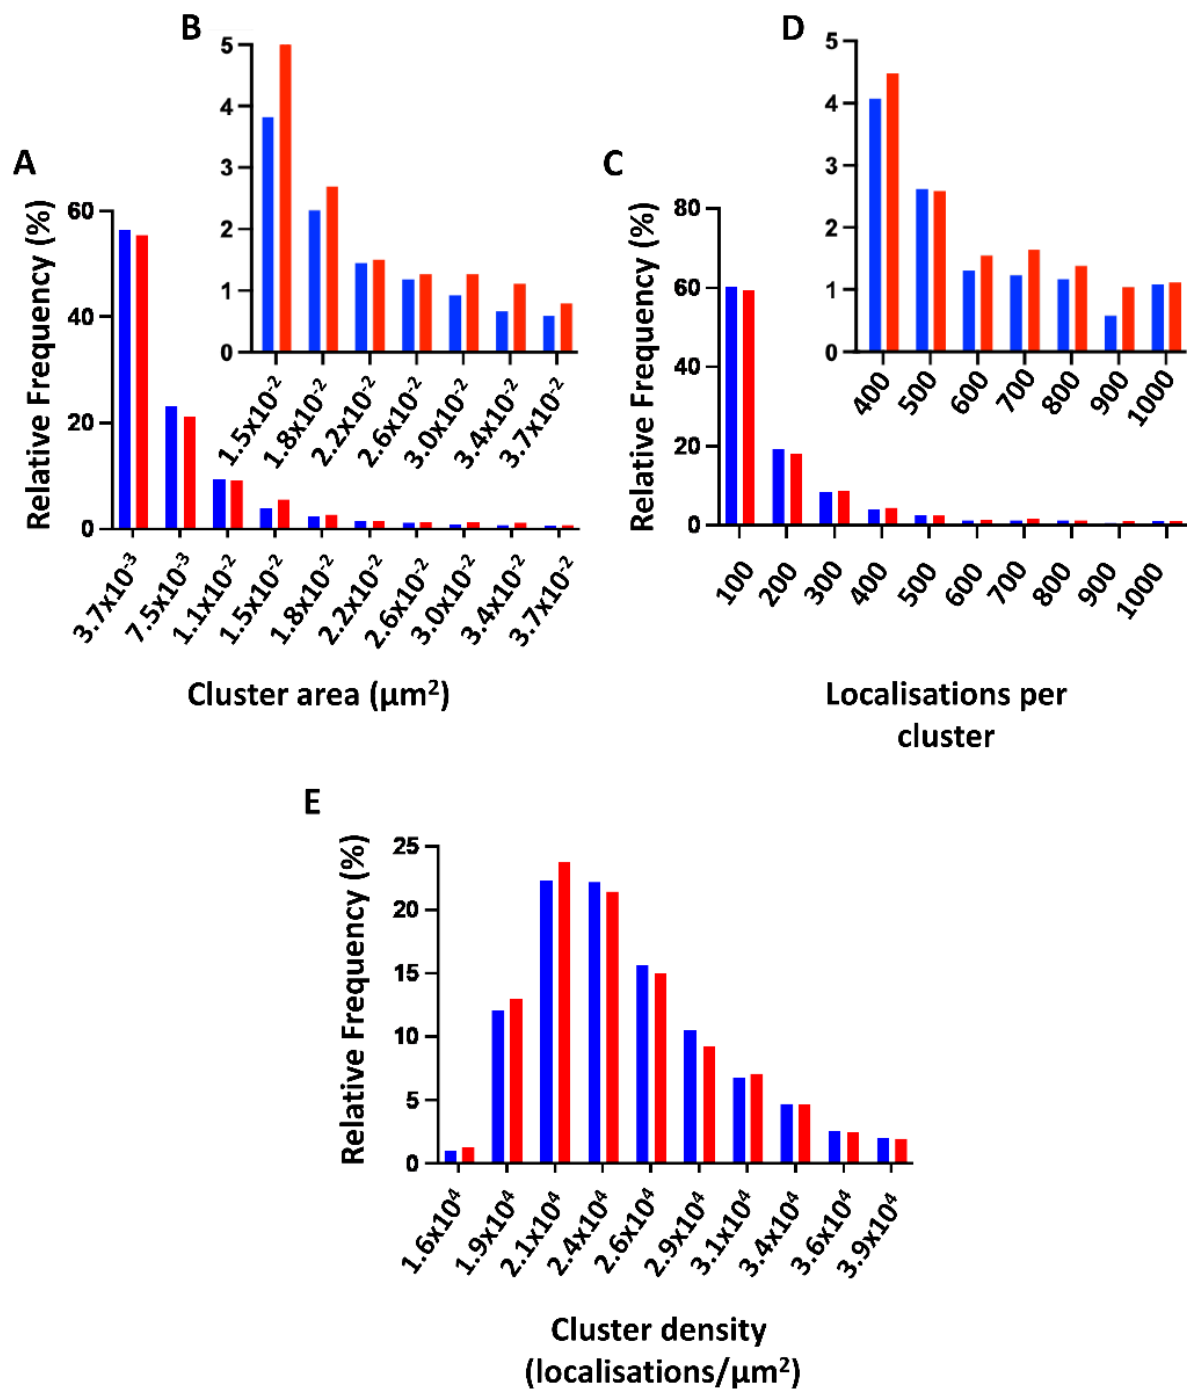 B
5
4
3
2
1
0
1.5x10⁻²
1.8x10⁻²
2.2x10⁻²
2.6x10⁻²
3.0x10⁻²
3.4x10⁻²
3.7x10⁻²
A
Relative Frequency (%)
60
40
20
0
3.7x10⁻³
7.5x10⁻³
1.1x10⁻²
1.5x10⁻²
1.8x10⁻²
2.2x10⁻²
2.6x10⁻²
3.0x10⁻²
3.4x10⁻²
3.7x10⁻²
Cluster area (µm²)
D
5
4
3
2
1
0
400
500
600
700
800
900
1000
C
Relative Frequency (%)
80
60
40
20
0
100
200
300
400
500
600
700
800
900
1000
Localisations per
cluster
E
Relative Frequency (%)
25
20
15
10
5
0
1.6x10⁴
1.9x10⁴
2.1x10⁴
2.4x10⁴
2.6x10⁴
2.9x10⁴
3.1x10⁴
3.4x10⁴
3.6x10⁴
3.9x10⁴
Cluster density
(localisations/µm²)